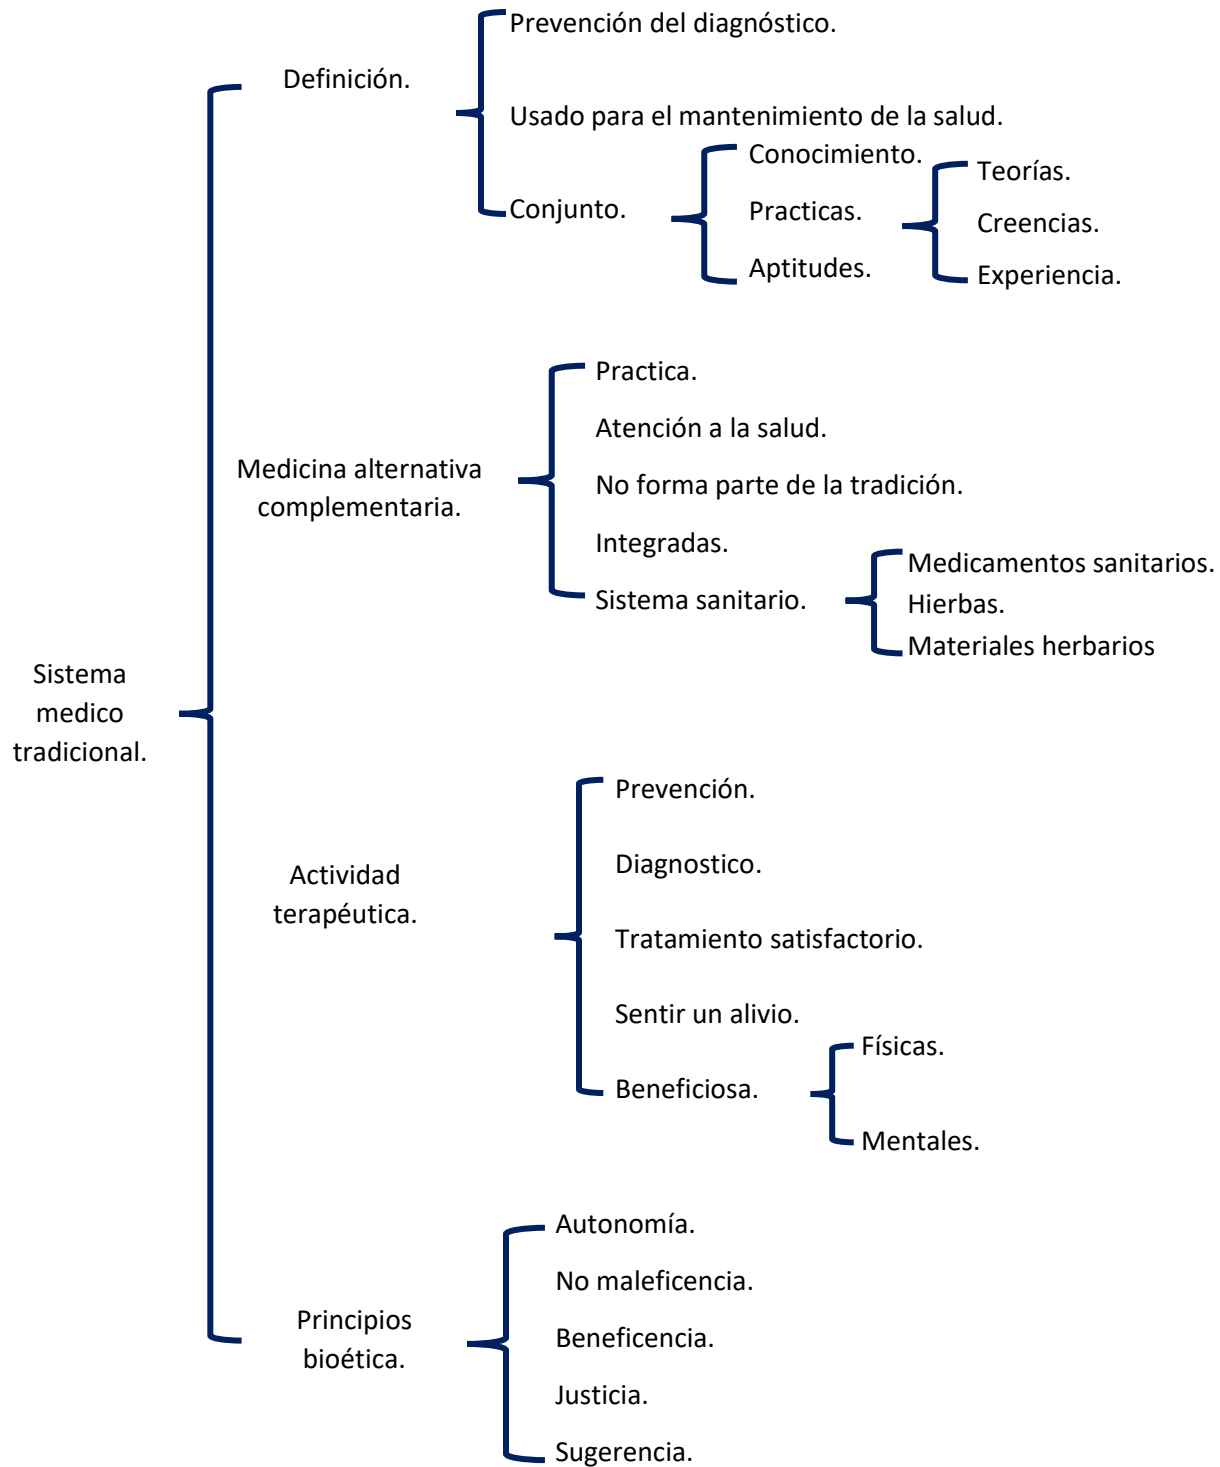 Sistema
medico
tradicional.
Definición.
Prevención del diagnóstico.
Usado para el mantenimiento de la salud.
Conjunto.
Conocimiento.
Practicas.
Aptitudes.
Teorías.
Creencias.
Experiencia.
Medicina alternativa
complementaria.
Practica.
Atención a la salud.
No forma parte de la tradición.
Integradas.
Sistema sanitario.
Medicamentos sanitarios.
Hierbas.
Materiales herbarios
Actividad
terapéutica.
Prevención.
Diagnostico.
Tratamiento satisfactorio.
Sentir un alivio.
Beneficiosa.
Físicas.
Mentales.
Principios
bioética.
Autonomía.
No maleficencia.
Beneficencia.
Justicia.
Sugerencia.